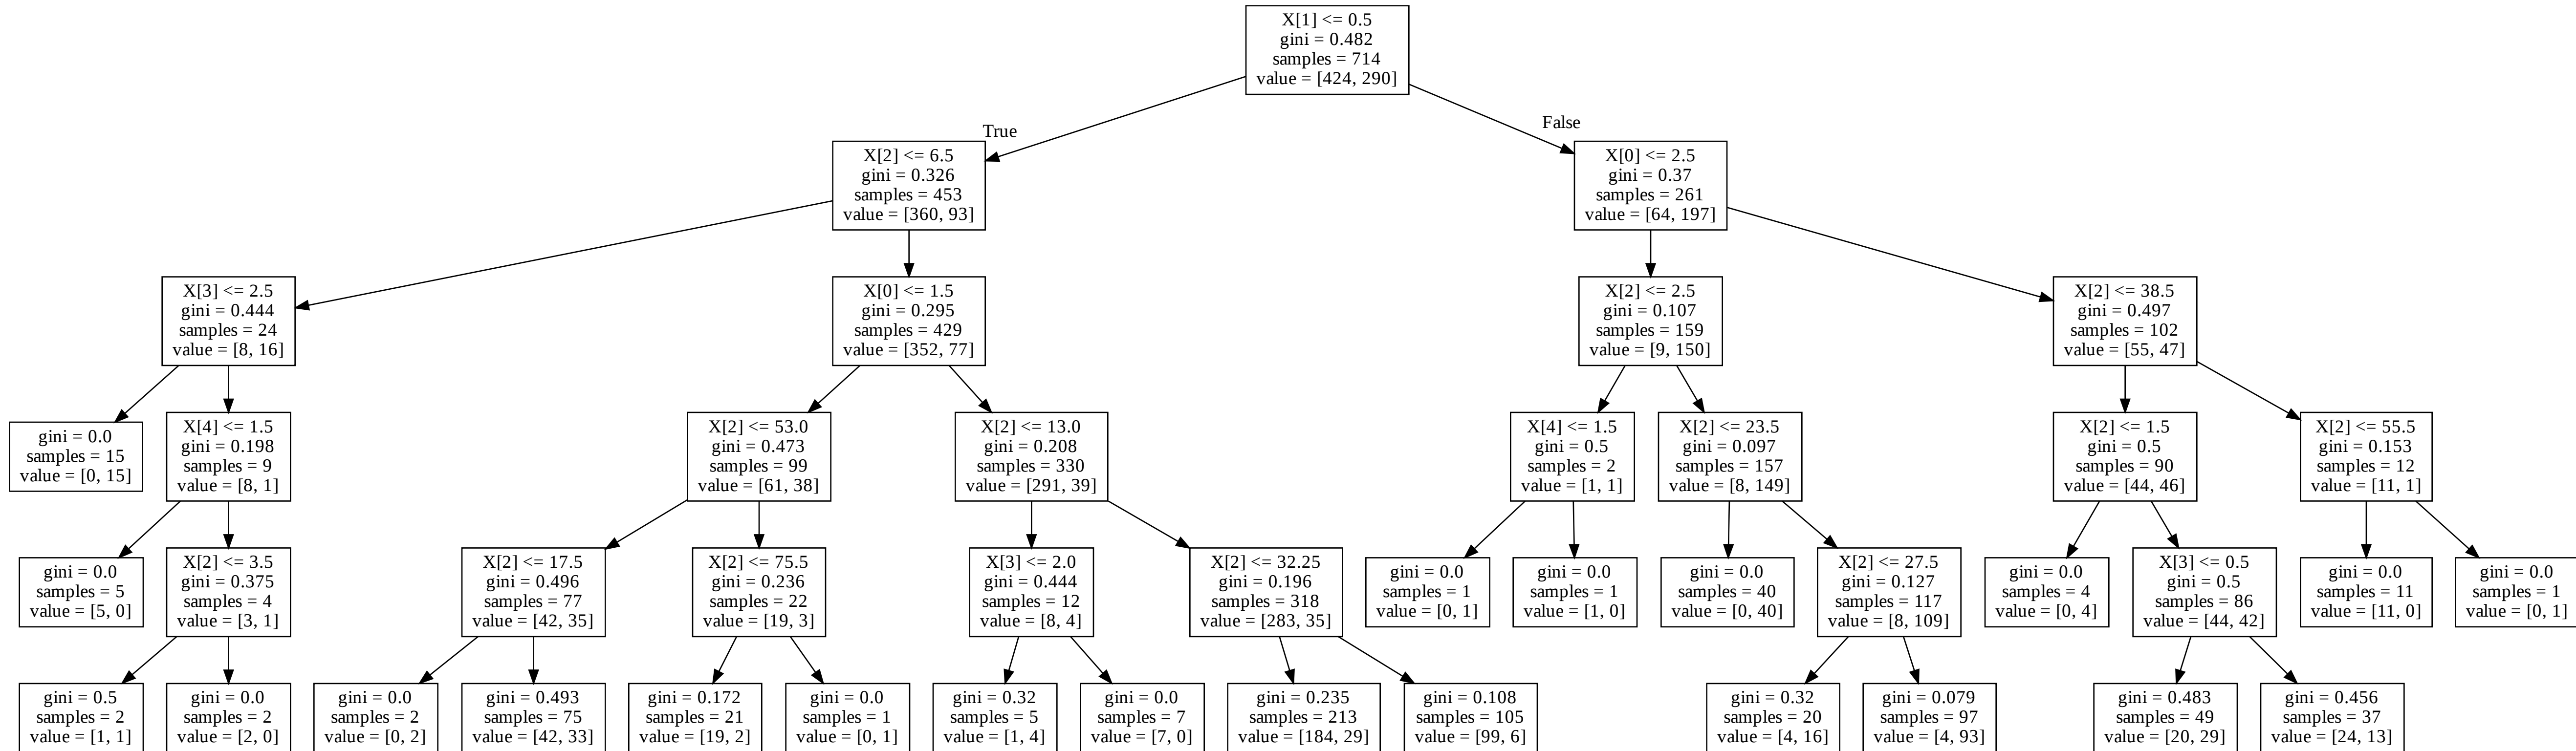 X[1] <= 0.5
gini = 0.482
samples = 714
value = [424, 290]
True
False
X[2] <= 6.5
gini = 0.326
samples = 453
value = [360, 93]
X[0] <= 2.5
gini = 0.37
samples = 261
value = [64, 197]
X[3] <= 2.5
gini = 0.444
samples = 24
value = [8, 16]
X[0] <= 1.5
gini = 0.295
samples = 429
value = [352, 77]
X[2] <= 2.5
gini = 0.107
samples = 159
value = [9, 150]
X[2] <= 38.5
gini = 0.497
samples = 102
value = [55, 47]
gini = 0.0
samples = 15
value = [0, 15]
X[4] <= 1.5
gini = 0.198
samples = 9
value = [8, 1]
X[2] <= 53.0
gini = 0.473
samples = 99
value = [61, 38]
X[2] <= 13.0
gini = 0.208
samples = 330
value = [291, 39]
X[4] <= 1.5
gini = 0.5
samples = 2
value = [1, 1]
X[2] <= 23.5
gini = 0.097
samples = 157
value = [8, 149]
X[2] <= 1.5
gini = 0.5
samples = 90
value = [44, 46]
X[2] <= 55.5
gini = 0.153
samples = 12
value = [11, 1]
gini = 0.0
samples = 5
value = [5, 0]
X[2] <= 3.5
gini = 0.375
samples = 4
value = [3, 1]
X[2] <= 17.5
gini = 0.496
samples = 77
value = [42, 35]
X[2] <= 75.5
gini = 0.236
samples = 22
value = [19, 3]
X[3] <= 2.0
gini = 0.444
samples = 12
value = [8, 4]
X[2] <= 32.25
gini = 0.196
samples = 318
value = [283, 35]
gini = 0.0
samples = 1
value = [0, 1]
gini = 0.0
samples = 1
value = [1, 0]
gini = 0.0
samples = 40
value = [0, 40]
X[2] <= 27.5
gini = 0.127
samples = 117
value = [8, 109]
gini = 0.0
samples = 4
value = [0, 4]
X[3] <= 0.5
gini = 0.5
samples = 86
value = [44, 42]
gini = 0.0
samples = 11
value = [11, 0]
gini = 0.0
samples = 1
value = [0, 1]
gini = 0.5
samples = 2
value = [1, 1]
gini = 0.0
samples = 2
value = [2, 0]
gini = 0.0
samples = 2
value = [0, 2]
gini = 0.493
samples = 75
value = [42, 33]
gini = 0.172
samples = 21
value = [19, 2]
gini = 0.0
samples = 1
value = [0, 1]
gini = 0.32
samples = 5
value = [1, 4]
gini = 0.0
samples = 7
value = [7, 0]
gini = 0.235
samples = 213
value = [184, 29]
gini = 0.108
samples = 105
value = [99, 6]
gini = 0.32
samples = 20
value = [4, 16]
gini = 0.079
samples = 97
value = [4, 93]
gini = 0.483
samples = 49
value = [20, 29]
gini = 0.456
samples = 37
value = [24, 13]